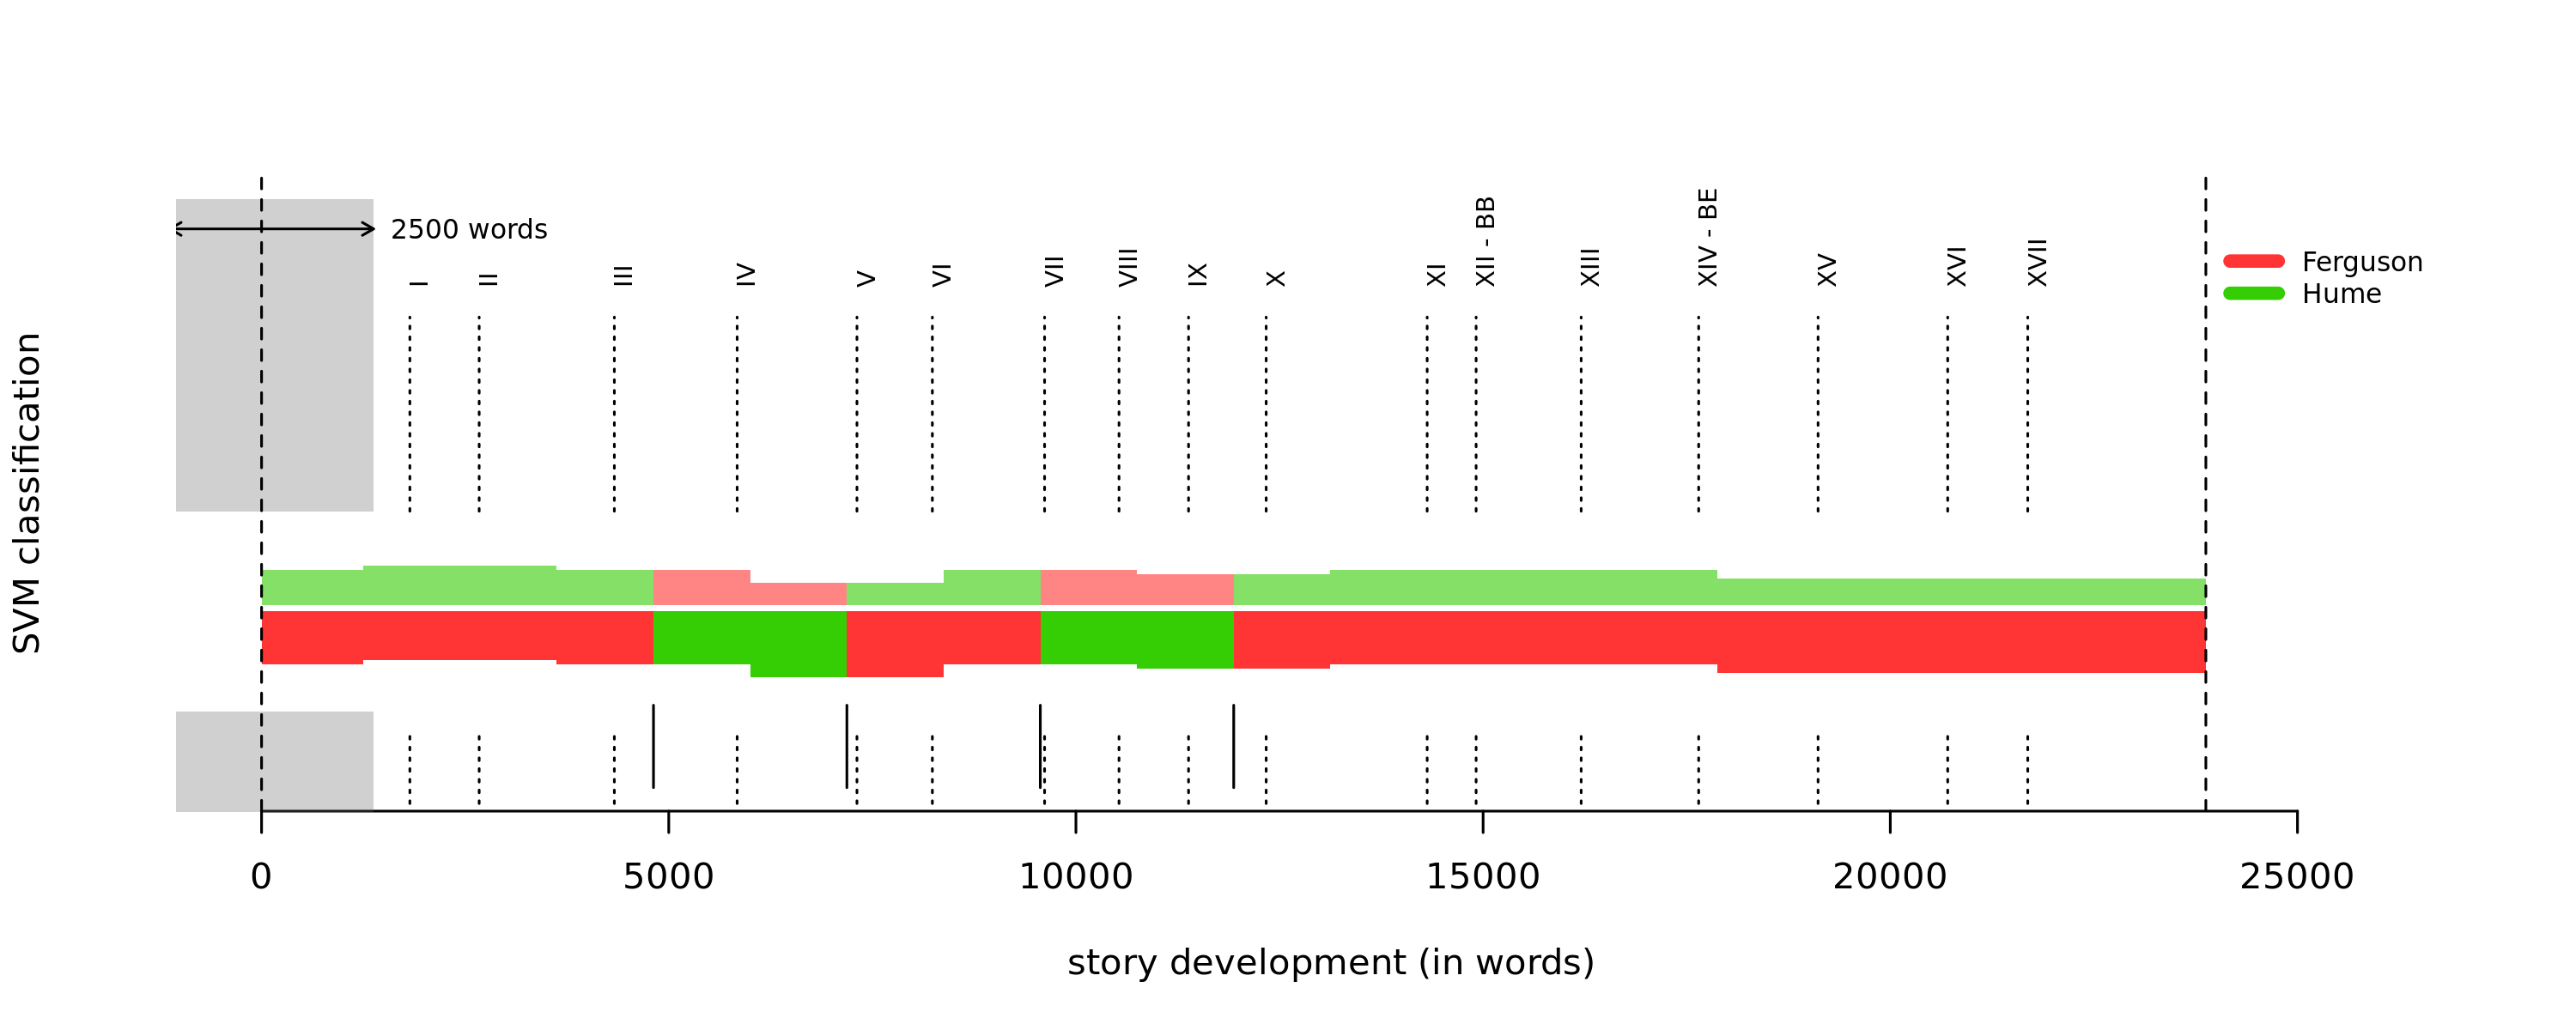 2500 words
I
II
III
IV
V
VI
VII
VIII
IX
X
XI
XII - BB
XIII
XIV - BE
XV
XVI
XVII
Ferguson
Hume
SVM classification
0 5000 10000 15000 20000 25000
story development (in words)